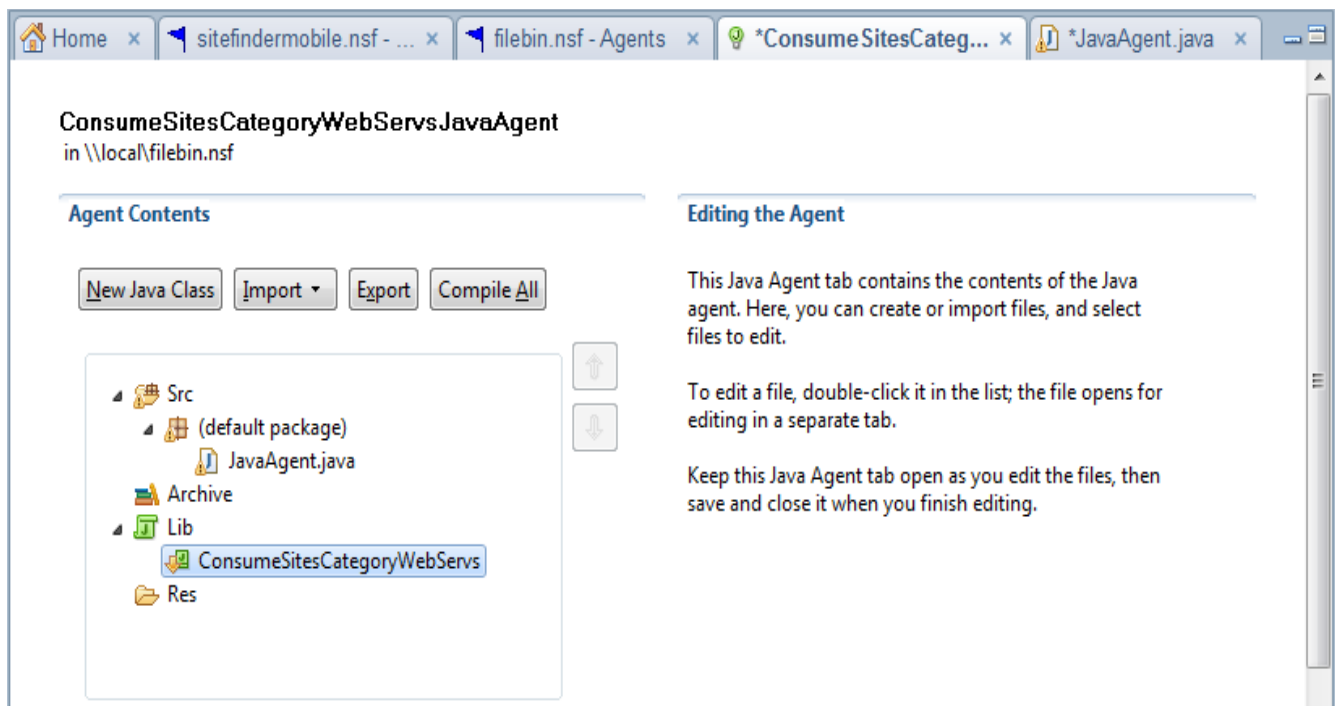 Home
sitefindermobile.nsf - ...
filebin.nsf - Agents
*ConsumeSitesCateg...
*JavaAgent.java
ConsumeSitesCategoryWebServsJavaAgent
in \\local\filebin.nsf
Agent Contents
New Java Class
Import
Export
Compile All
Src
(default package)
JavaAgent.java
Archive
Lib
ConsumeSitesCategoryWebServs
Res
Editing the Agent
This Java Agent tab contains the contents of the Java
agent. Here, you can create or import files, and select
files to edit.
To edit a file, double-click it in the list; the file opens for
editing in a separate tab.
Keep this Java Agent tab open as you edit the files, then
save and close it when you finish editing.